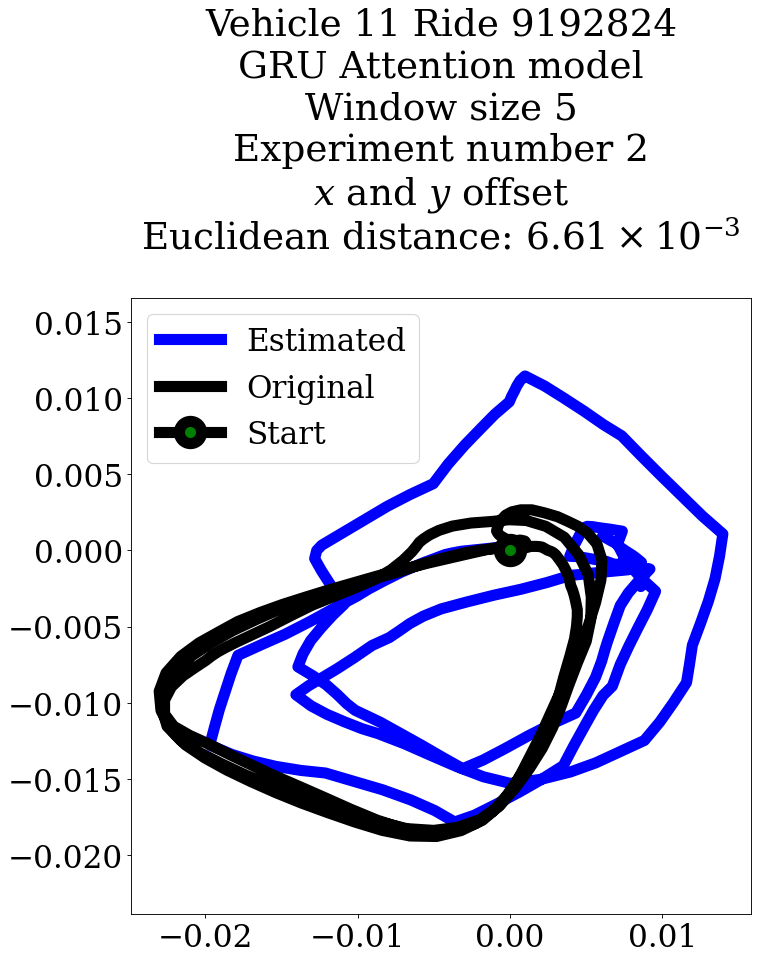 Vehicle 11 Ride 9192824
GRU Attention model
Window size 5
Experiment number 2
x and y offset
Euclidean distance: 6.61 × 10⁻³
Estimated
Original
Start
0.015
0.010
0.005
0.000
−0.005
−0.010
−0.015
−0.020
−0.02 −0.01 0.00 0.01